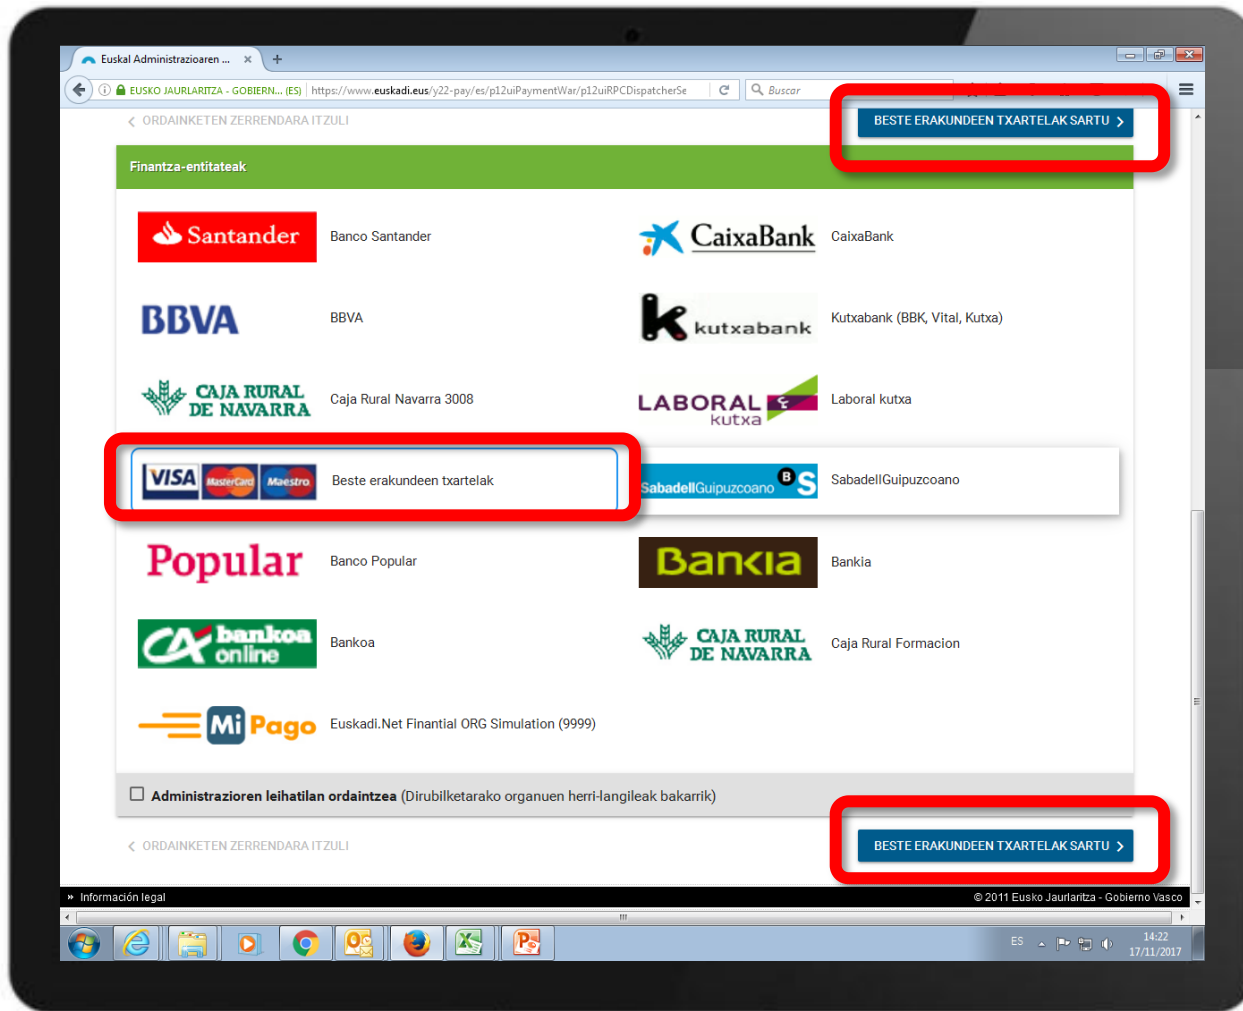 Euskal Administrazioaren ...
EUSKO JAURLARITZA - GOBIERN... (ES)
https://www.euskadi.eus/y22-pay/es/p12uiPaymentWar/p12uiRPCDispatcherSe
Buscar
ORDAINKETEN ZERRENDARA ITZULI
BESTE ERAKUNDEEN TXARTELAK SARTU
Finantza-entitateak
Santander
Banco Santander
CaixaBank
CaixaBank
BBVA
BBVA
kutxabank
Kutxabank (BBK, Vital, Kutxa)
CAJA RURAL
DE NAVARRA
Caja Rural Navarra 3008
LABORAL
kutxa
Laboral kutxa
VISA MasterCard Maestro
Beste erakundeen txartelak
SabadellGuipuzcoano BS
SabadellGuipuzcoano
Popular
Banco Popular
Bankia
Bankia
CA bankoa
online
Bankoa
CAJA RURAL
DE NAVARRA
Caja Rural Formacion
Mi Pago
Euskadi.Net Finantial ORG Simulation (9999)
Administrazioren leihatilan ordaintzea (Dirubilketarako organuen herri-langileak bakarrik)
ORDAINKETEN ZERRENDARA ITZULI
BESTE ERAKUNDEEN TXARTELAK SARTU
» Información legal
© 2011 Eusko Jaurlaritza - Gobierno Vasco
ES
14:22
17/11/2017